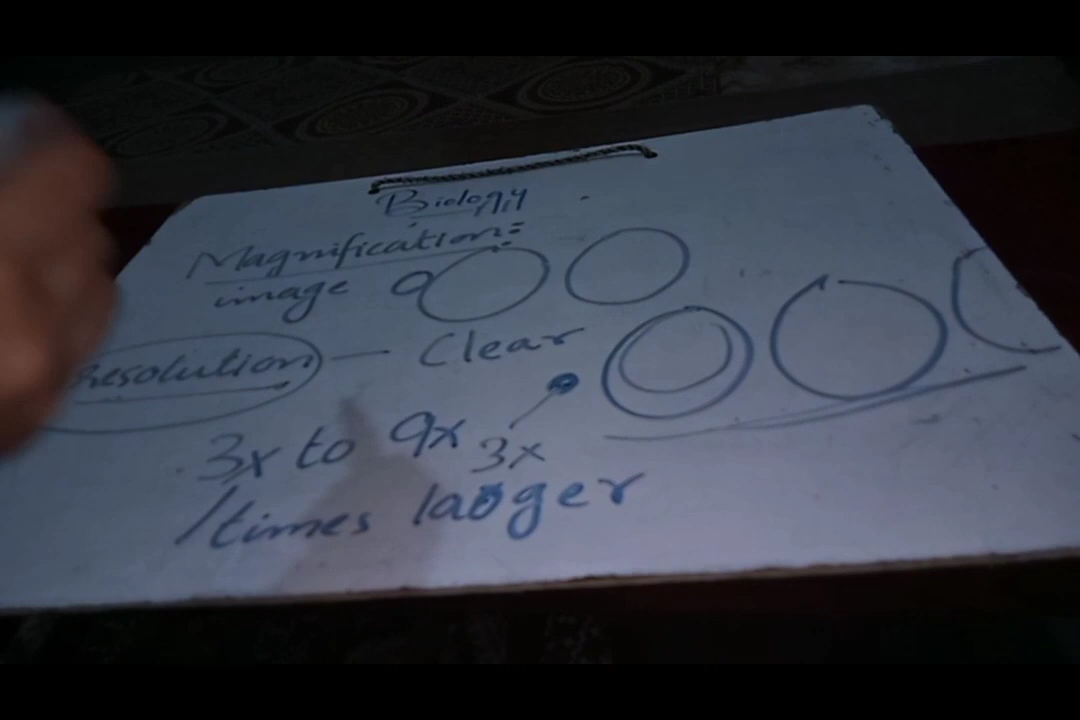 Biology
Magnification:
image
Resolution — Clear
3x to 9x
3x
/times larger